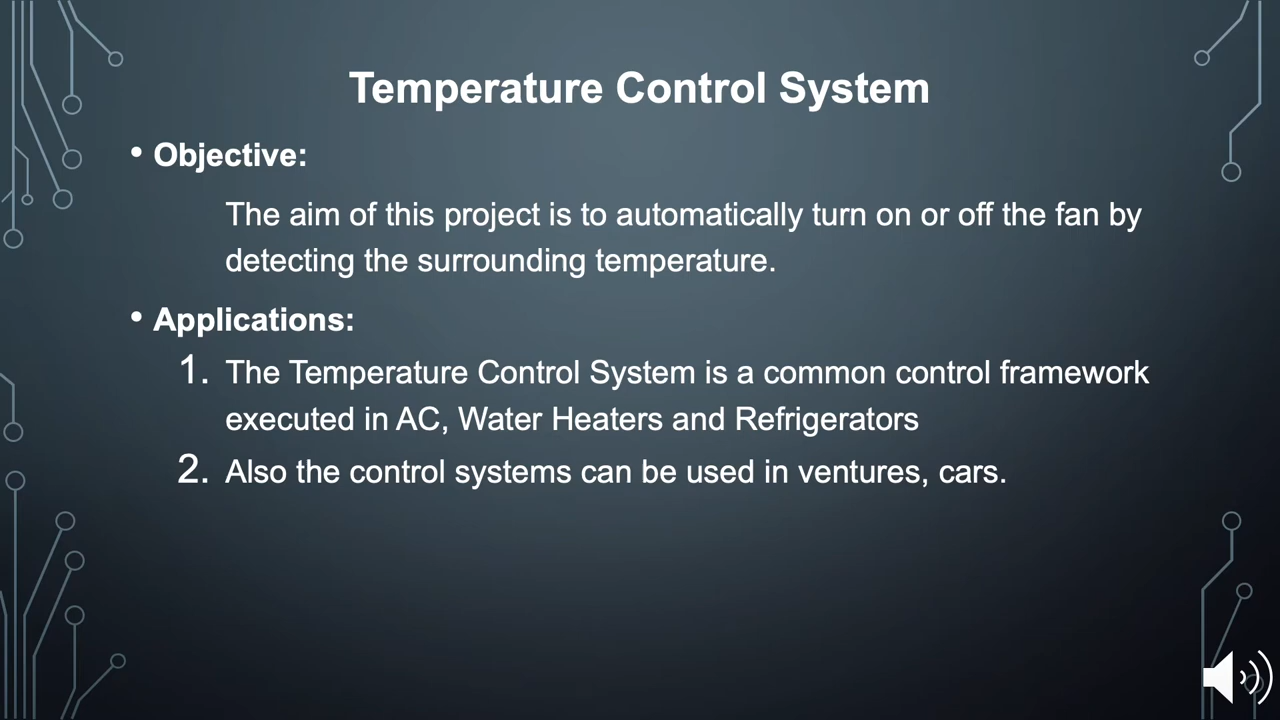 Temperature Control System
• Objective:
The aim of this project is to automatically turn on or off the fan by
detecting the surrounding temperature.
• Applications:
1. The Temperature Control System is a common control framework
executed in AC, Water Heaters and Refrigerators
2. Also the control systems can be used in ventures, cars.